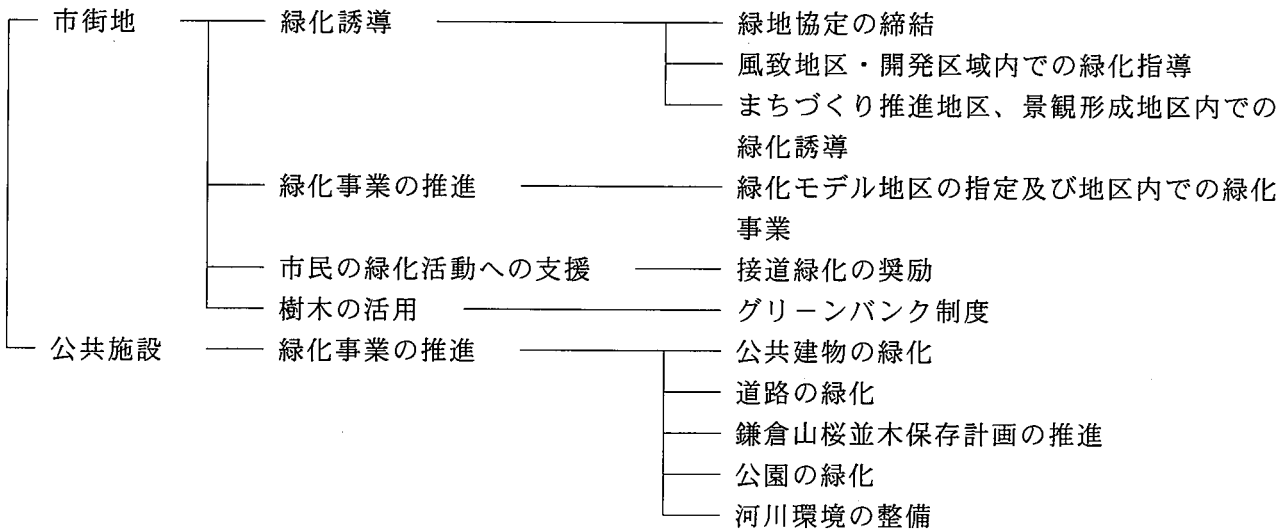 市街地 緑化誘導 緑地協定の締結
風致地区・開発区域内での緑化指導
まちづくり推進地区、景観形成地区内での
緑化誘導
緑化事業の推進 緑化モデル地区の指定及び地区内での緑化
事業
市民の緑化活動への支援 接道緑化の奨励
樹木の活用 グリーンバンク制度
公共施設 緑化事業の推進 公共建物の緑化
道路の緑化
鎌倉山桜並木保存計画の推進
公園の緑化
河川環境の整備